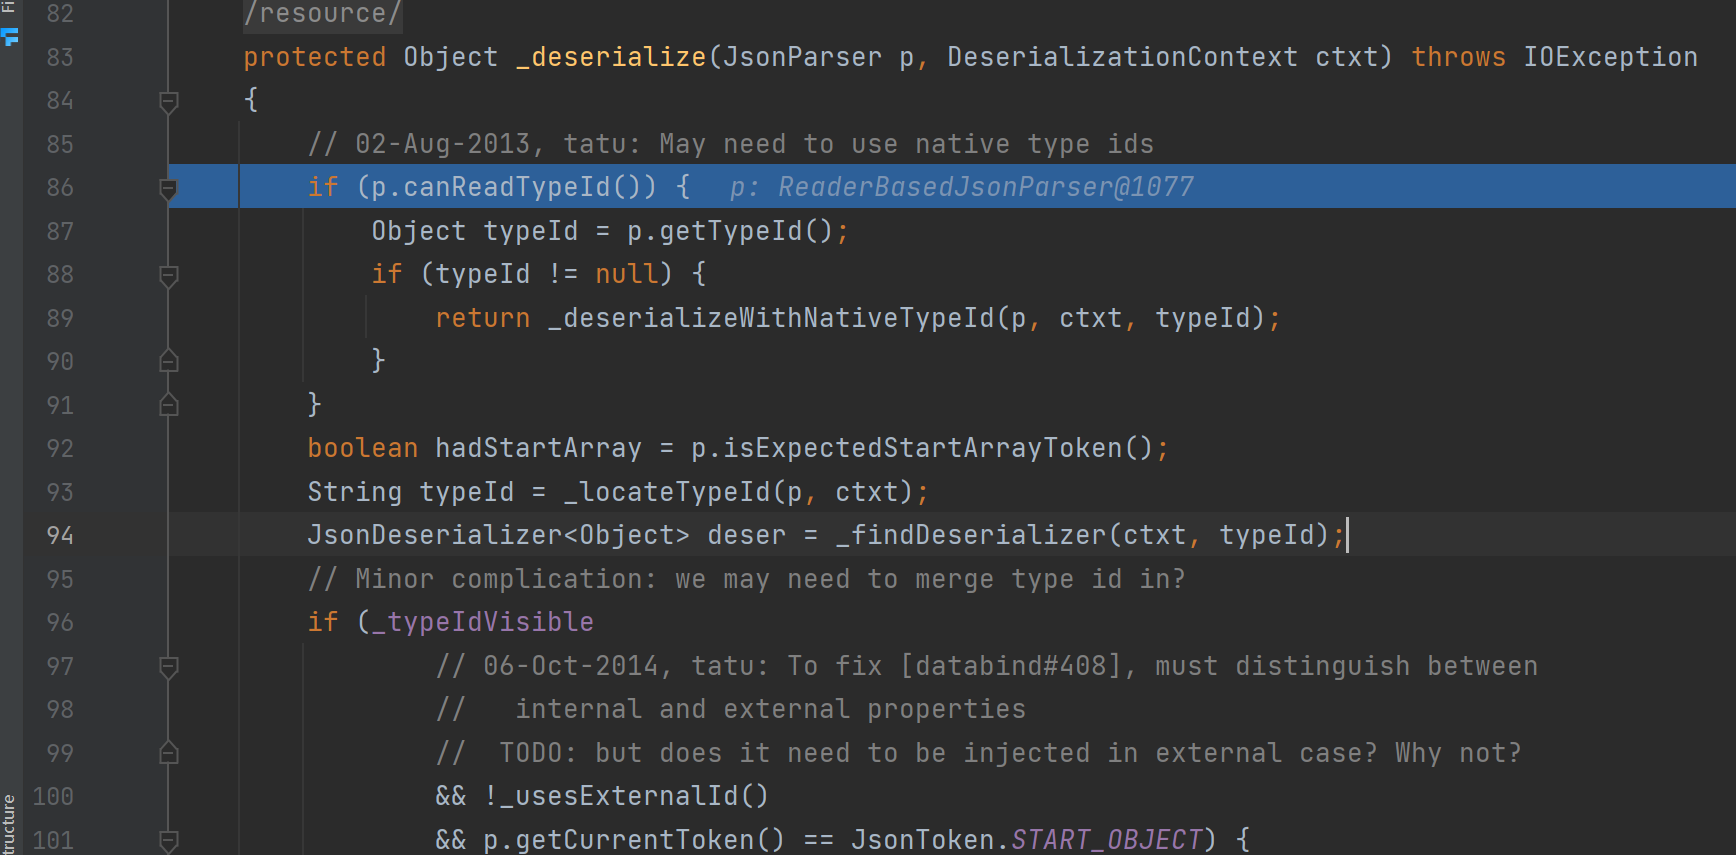 Fi
82 /resource/
83 protected Object _deserialize(JsonParser p, DeserializationContext ctxt) throws IOException
84 {
85 // 02-Aug-2013, tatu: May need to use native type ids
86 if (p.canReadTypeId()) { p: ReaderBasedJsonParser@1077
87 Object typeId = p.getTypeId();
88 if (typeId != null) {
89 return _deserializeWithNativeTypeId(p, ctxt, typeId);
90 }
91 }
92 boolean hadStartArray = p.isExpectedStartArrayToken();
93 String typeId = _locateTypeId(p, ctxt);
94 JsonDeserializer<Object> deser = _findDeserializer(ctxt, typeId);
95 // Minor complication: we may need to merge type id in?
96 if (_typeIdVisible
97 // 06-Oct-2014, tatu: To fix [databind#408], must distinguish between
98 //   internal and external properties
99 //  TODO: but does it need to be injected in external case? Why not?
100 && !_usesExternalId()
101 && p.getCurrentToken() == JsonToken.START_OBJECT) {
tructure